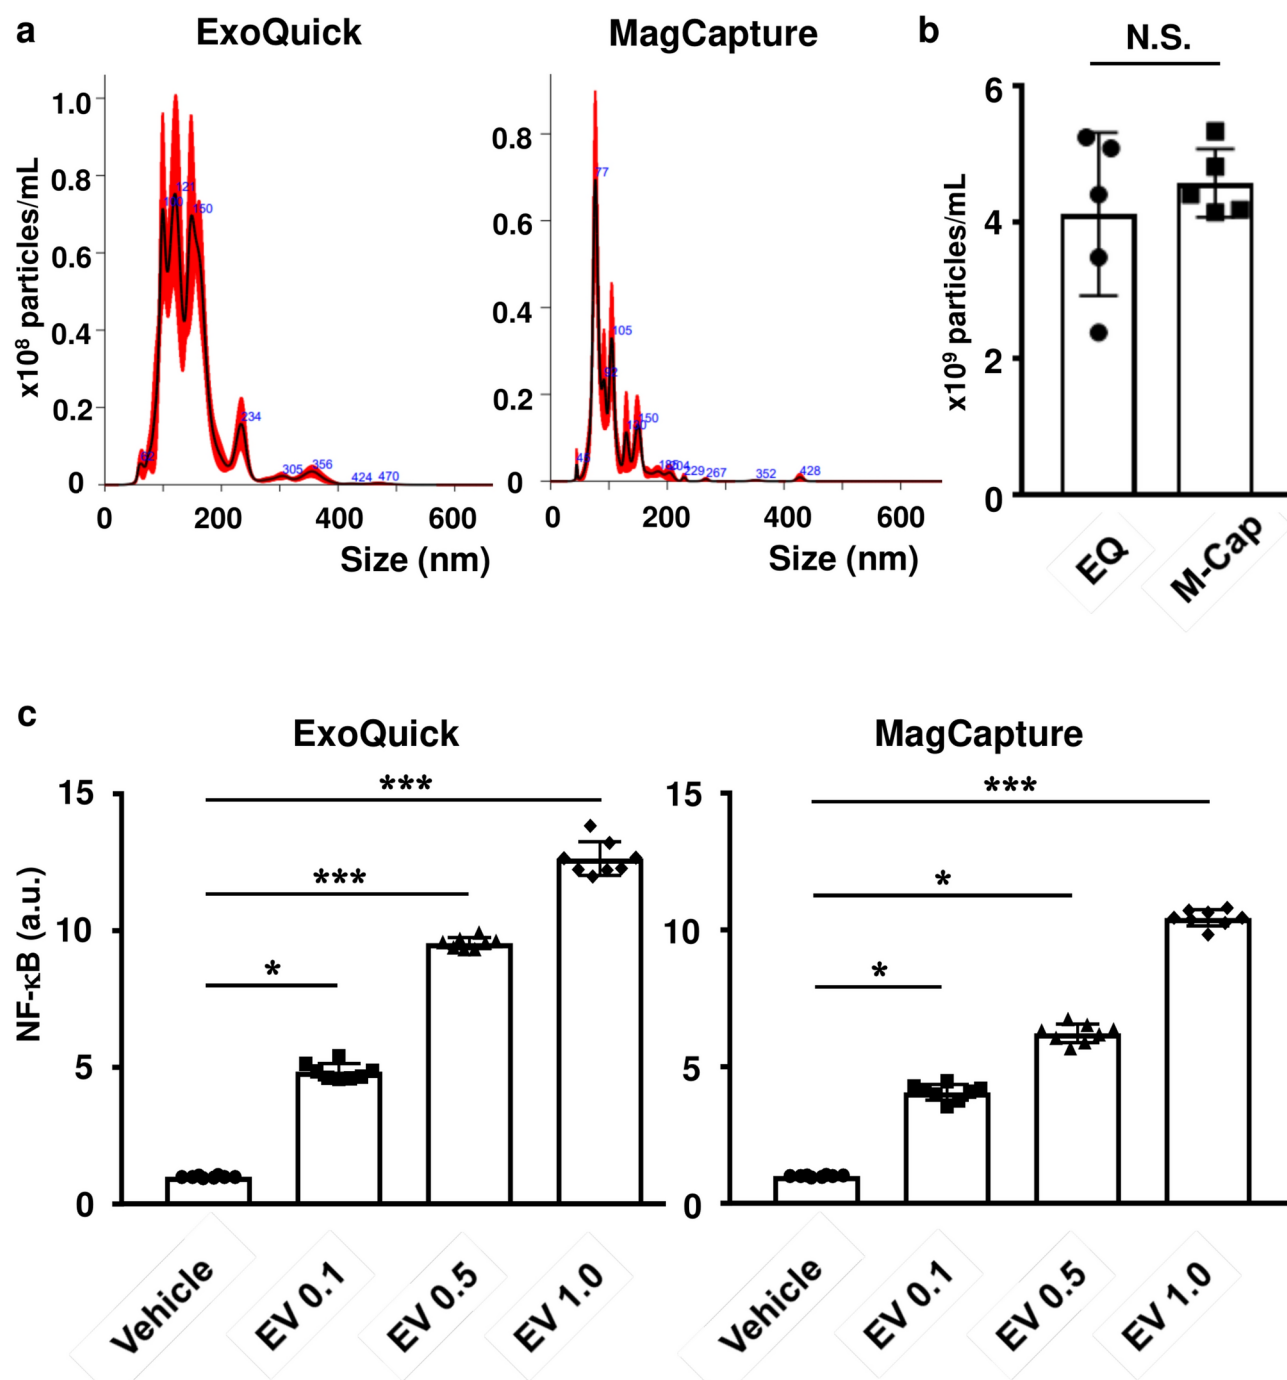 a
ExoQuick
MagCapture
b
N.S.
x10⁸ particles/mL
1.0
0.8
0.6
0.4
0.2
0
121
150
234
305
356
424
470
0
200
400
600
Size (nm)
0.8
0.6
0.4
0.2
0
77
105
92
150
229
267
352
428
0
200
400
600
Size (nm)
x10⁹ particles/mL
6
4
2
0
EQ
M-Cap
c
ExoQuick
MagCapture
NF-κB (a.u.)
15
10
5
0
***
***
*
Vehicle
EV 0.1
EV 0.5
EV 1.0
15
10
5
0
***
*
*
Vehicle
EV 0.1
EV 0.5
EV 1.0